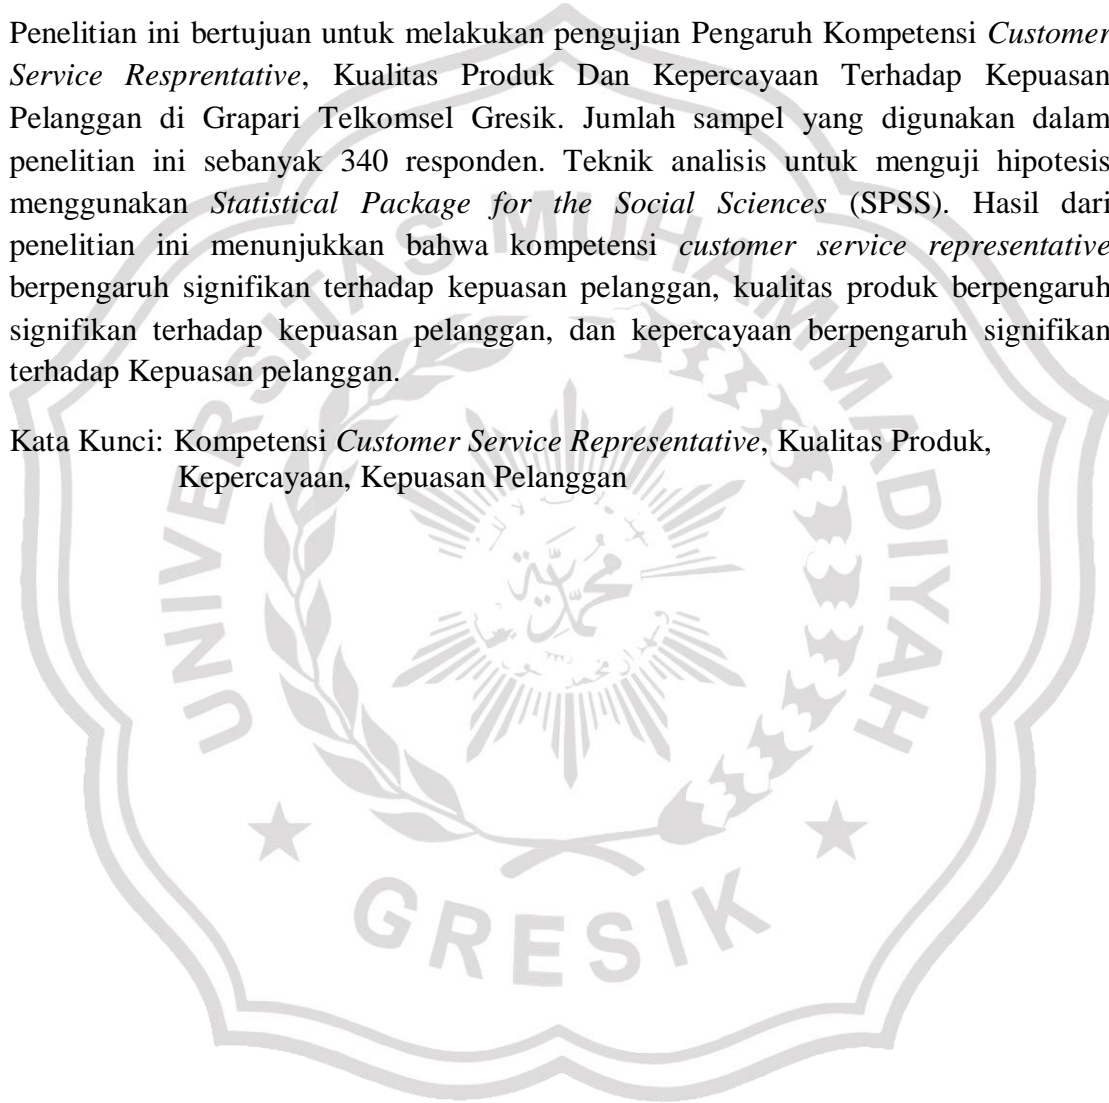 Penelitian ini bertujuan untuk melakukan pengujian Pengaruh Kompetensi Customer
Service Resprentative, Kualitas Produk Dan Kepercayaan Terhadap Kepuasan
Pelanggan di Grapari Telkomsel Gresik. Jumlah sampel yang digunakan dalam
penelitian ini sebanyak 340 responden. Teknik analisis untuk menguji hipotesis
menggunakan Statistical Package for the Social Sciences (SPSS). Hasil dari
penelitian ini menunjukkan bahwa kompetensi customer service representative
berpengaruh signifikan terhadap kepuasan pelanggan, kualitas produk berpengaruh
signifikan terhadap kepuasan pelanggan, dan kepercayaan berpengaruh signifikan
terhadap Kepuasan pelanggan.
Kata Kunci: Kompetensi Customer Service Representative, Kualitas Produk,
Kepercayaan, Kepuasan Pelanggan
UNIVERSITAS MUHAMMADIYAH
محمدية
GRESIK